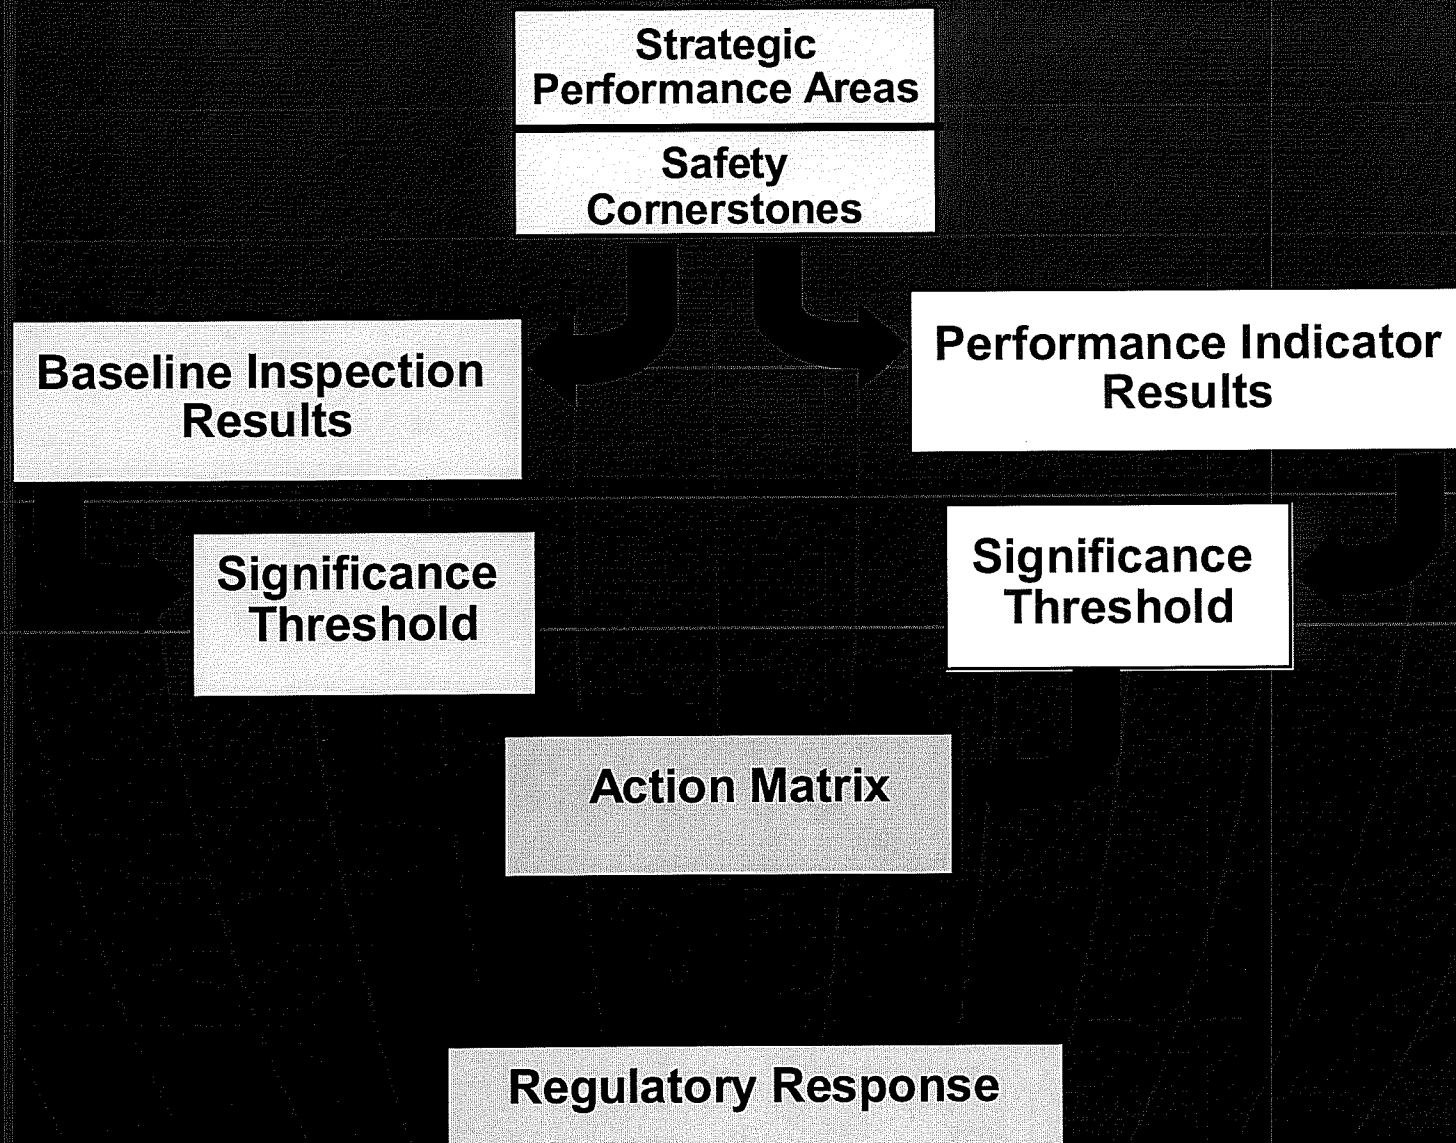 Strategic
Performance Areas
Safety
Cornerstones
Baseline Inspection
Results
Performance Indicator
Results
Significance
Threshold
Significance
Threshold
Action Matrix
Regulatory Response